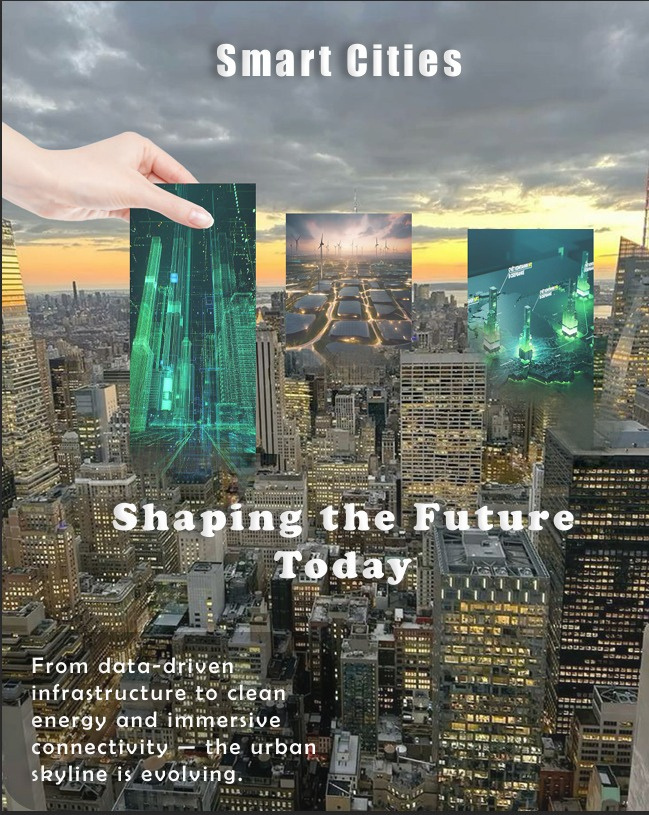 Smart Cities
Shaping the Future
Today
From data-driven
infrastructure to clean
energy and immersive
connectivity — the urban
skyline is evolving.